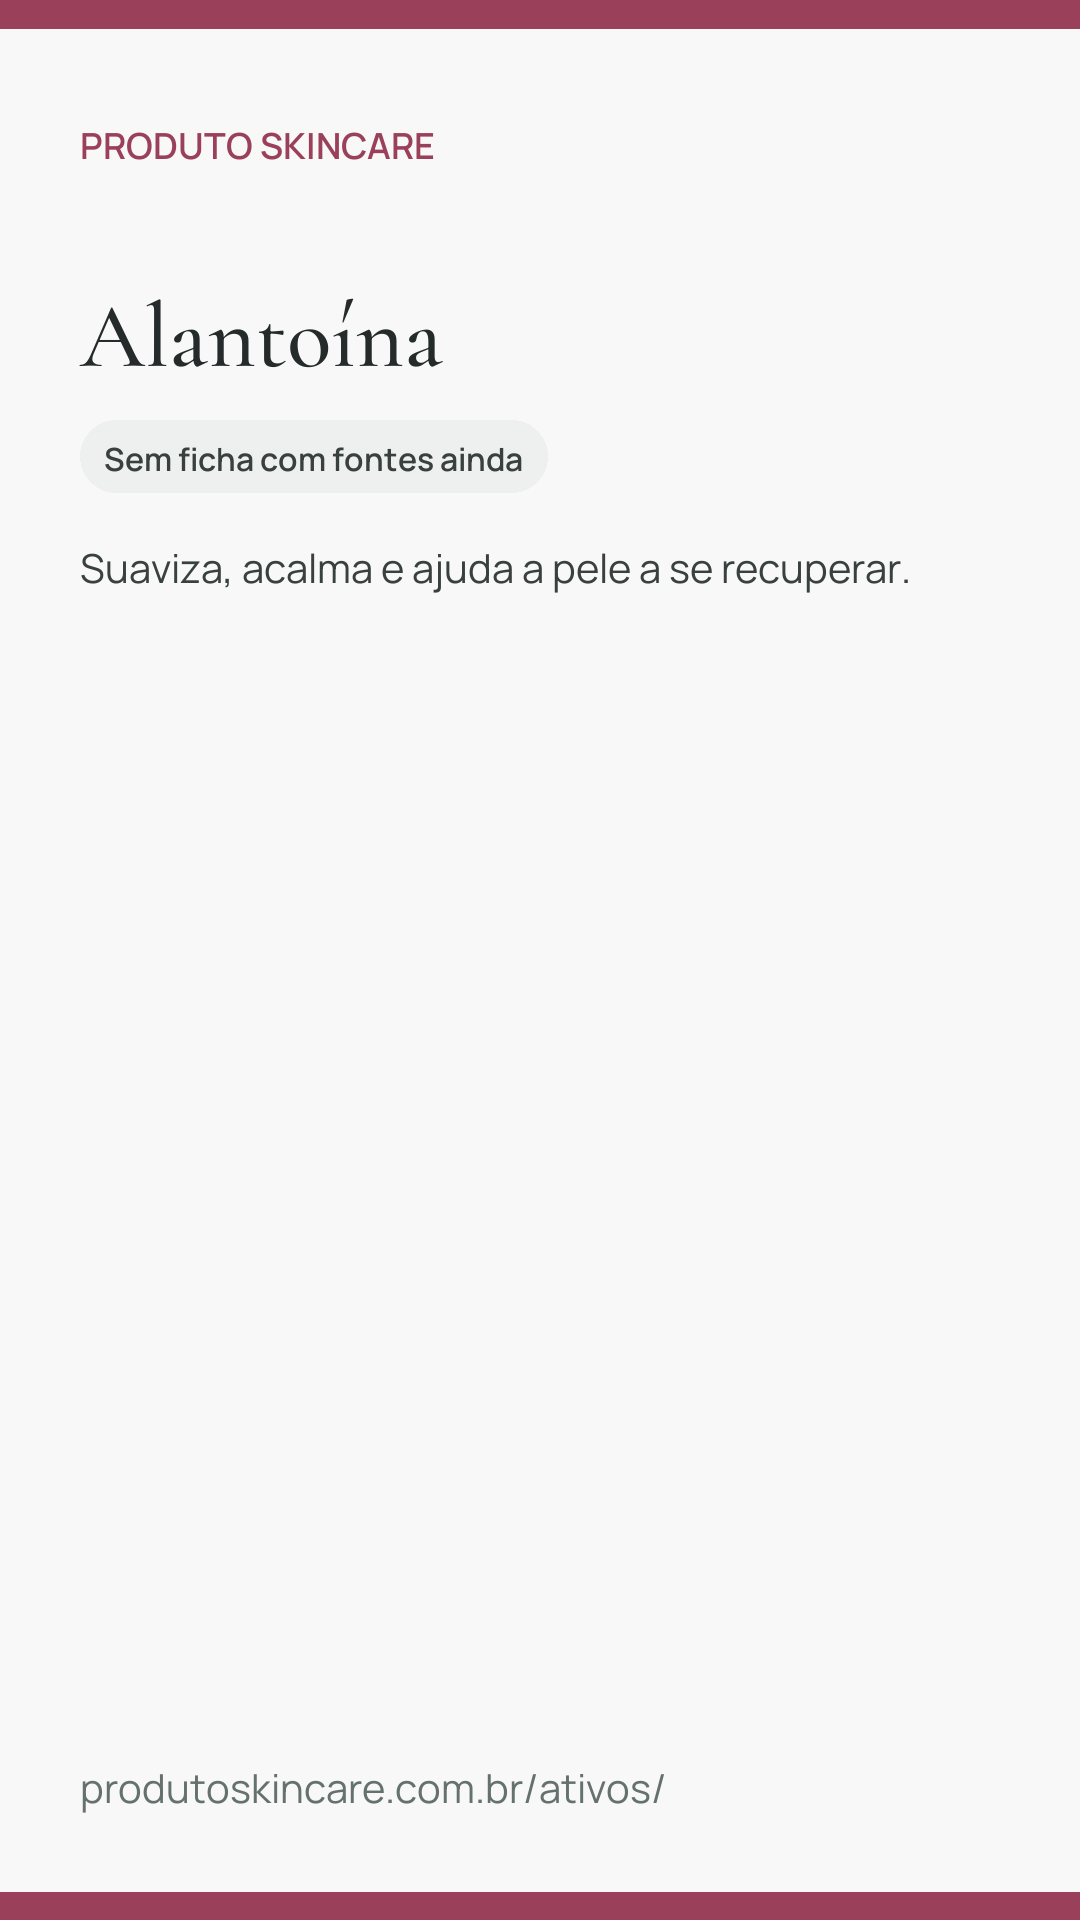 PRODUTO SKINCARE
Alantoína
Sem ficha com fontes ainda
Suaviza, acalma e ajuda a pele a se recuperar.
produtoskincare.com.br/ativos/